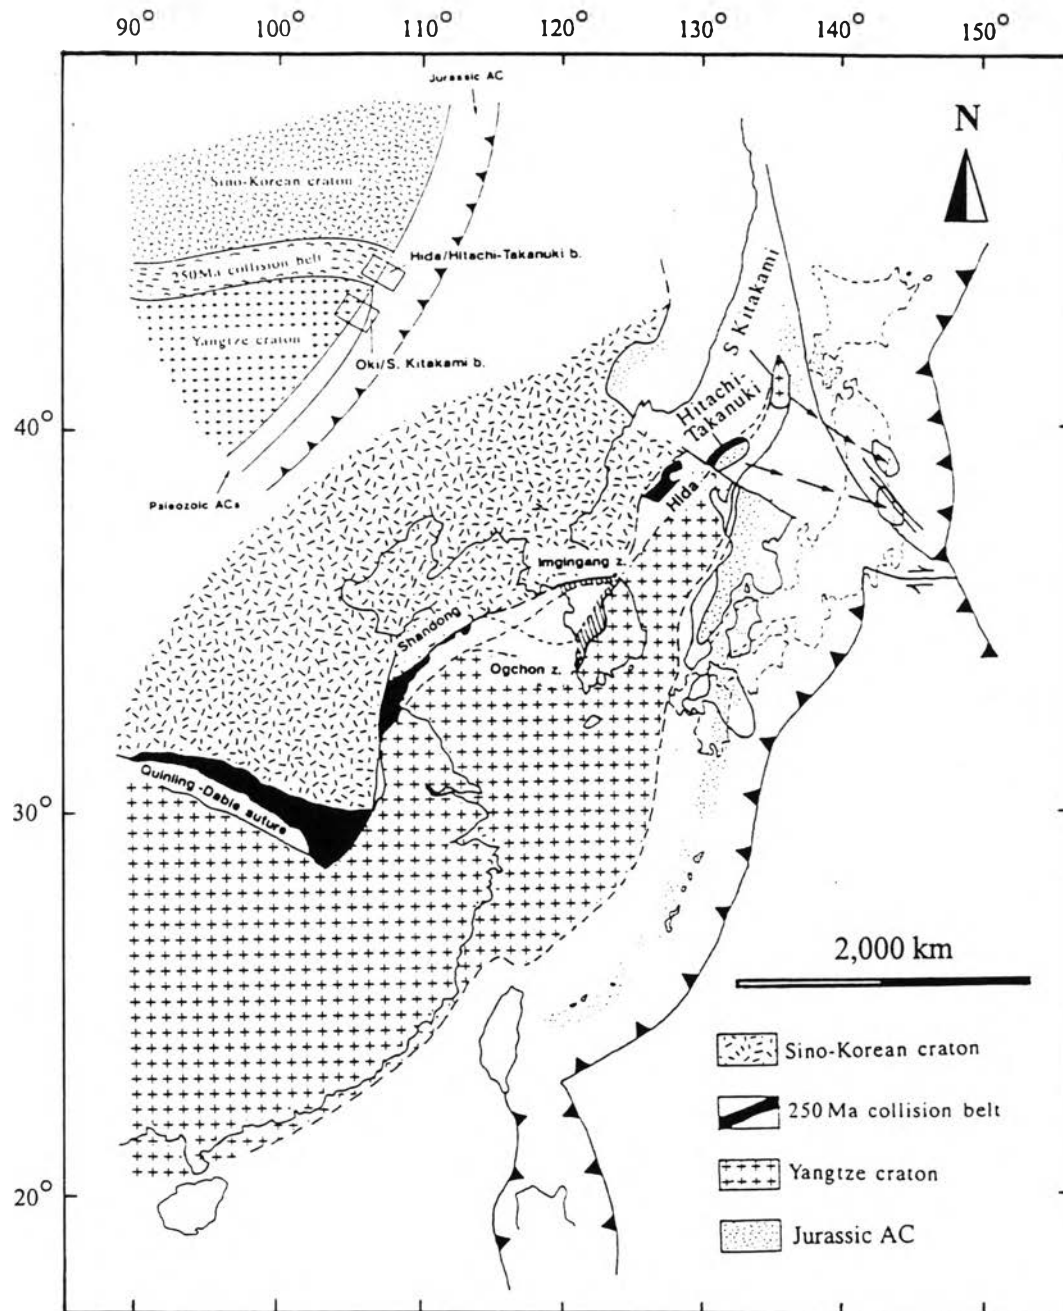 90° 100° 110° 120° 130° 140° 150°
Jurassic AC
N
Sino-Korean craton
Hida/Hitachi-Takanuki b.
250Ma collision belt
Yangtze craton
Oki/S. Kitakami b.
Paleozoic ACs
S Kitakami
Hitachi-
Takanuki
Hida
40°
Imgingang z.
Shandong
Ogchon z.
Quinling-Dabie suture
30°
2,000 km
Sino-Korean craton
250 Ma collision belt
Yangtze craton
Jurassic AC
20°